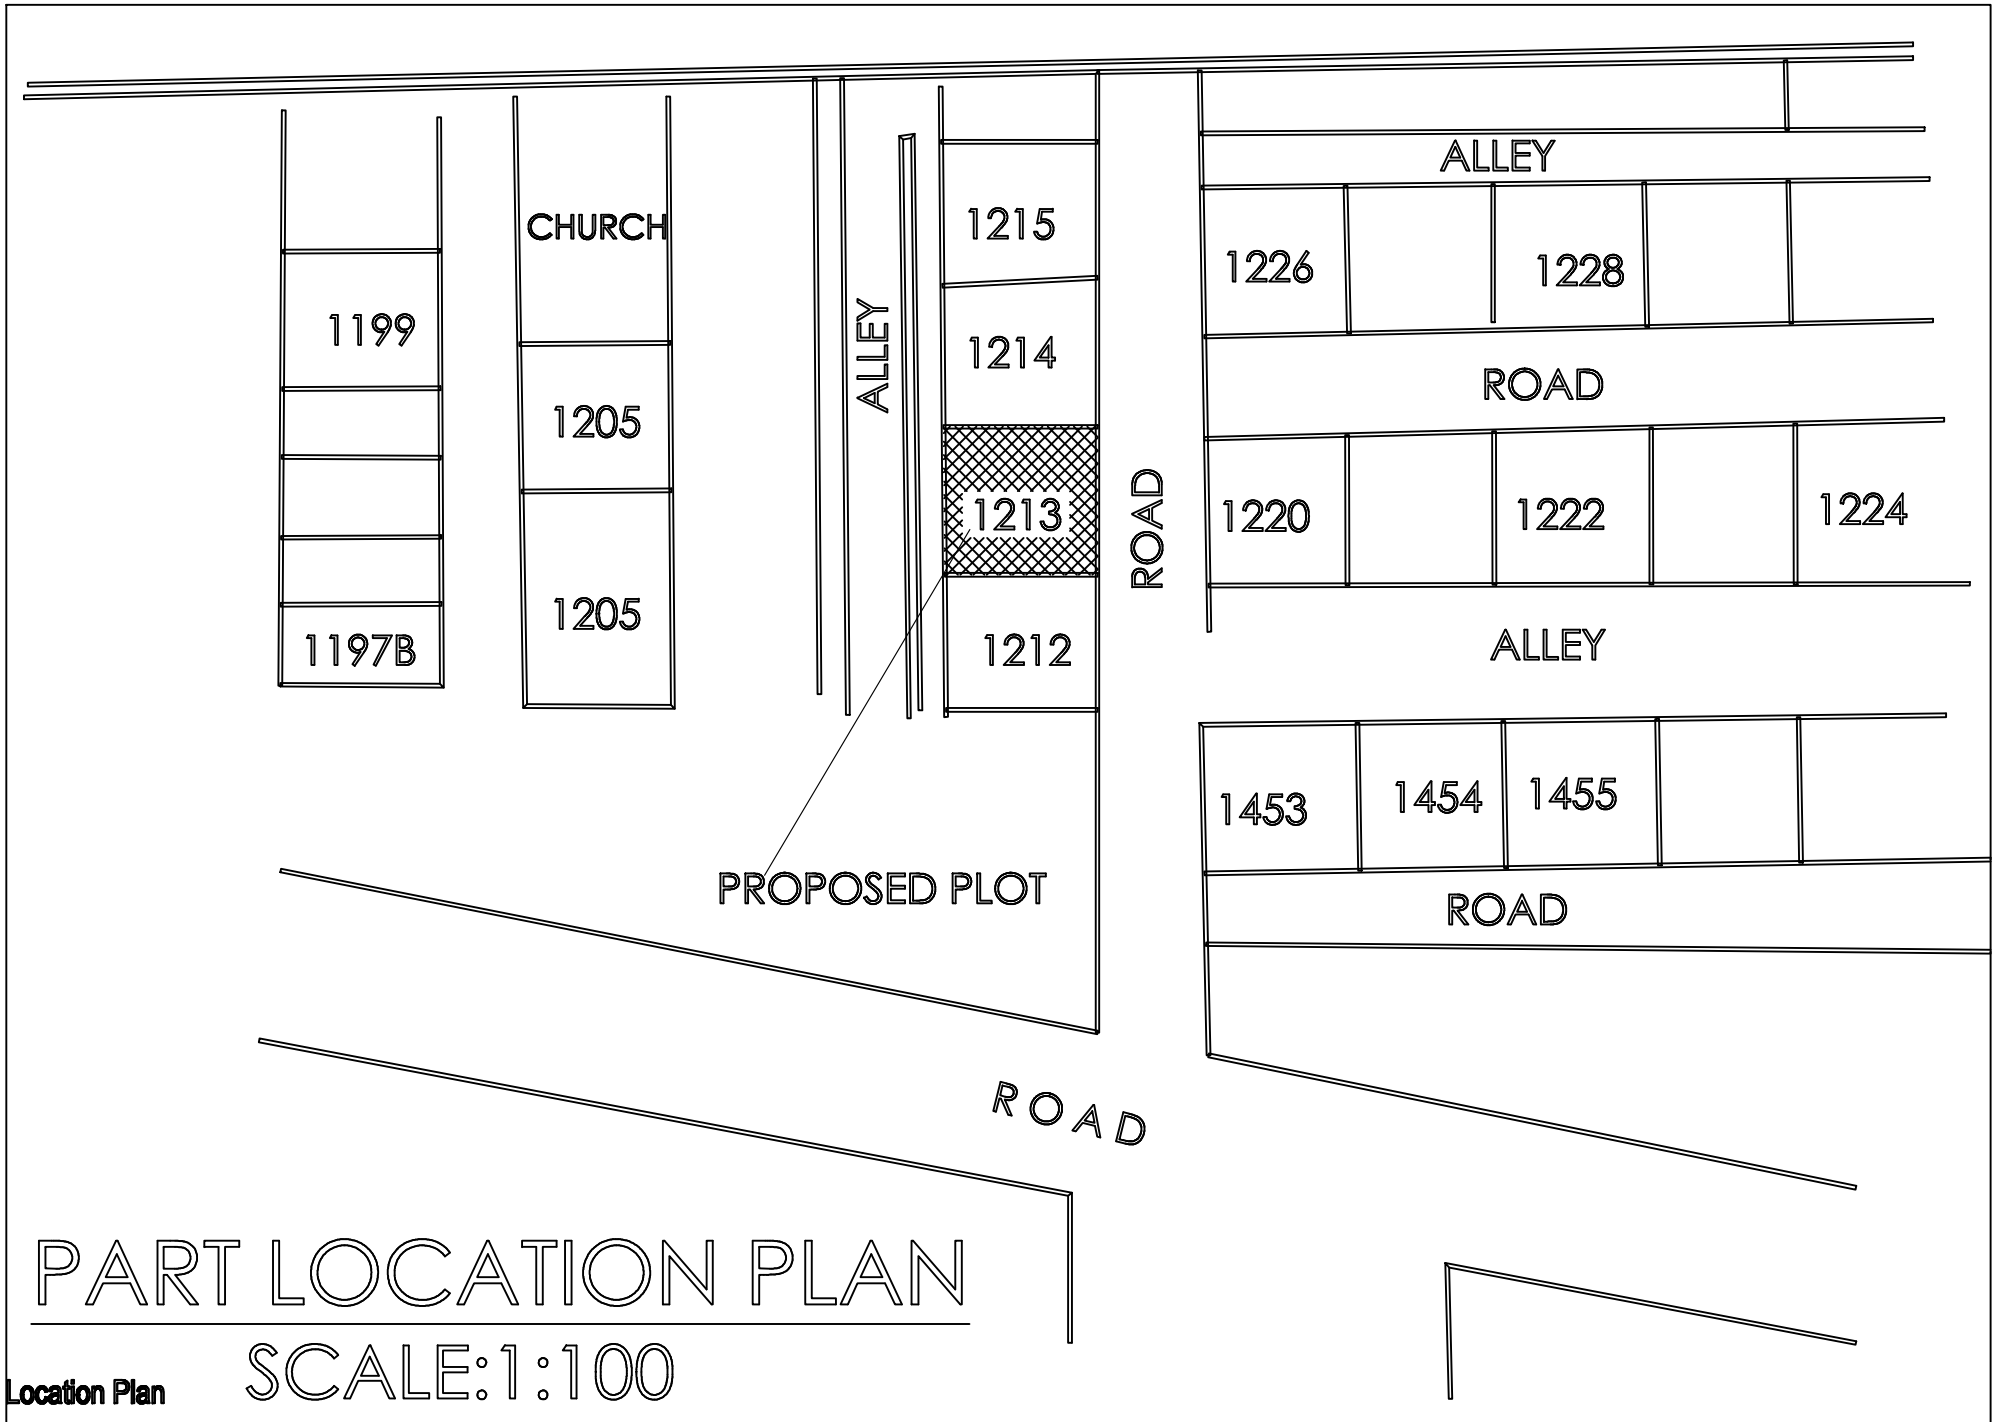 ALLEY
1215
CHURCH
1226
1228
1199
1214
ALLEY
ROAD
1205
1213
ROAD
1220
1222
1224
1205
1197B
1212
ALLEY
1453
1454
1455
PROPOSED PLOT
ROAD
ROAD
PART LOCATION PLAN
SCALE:1:100
Location Plan